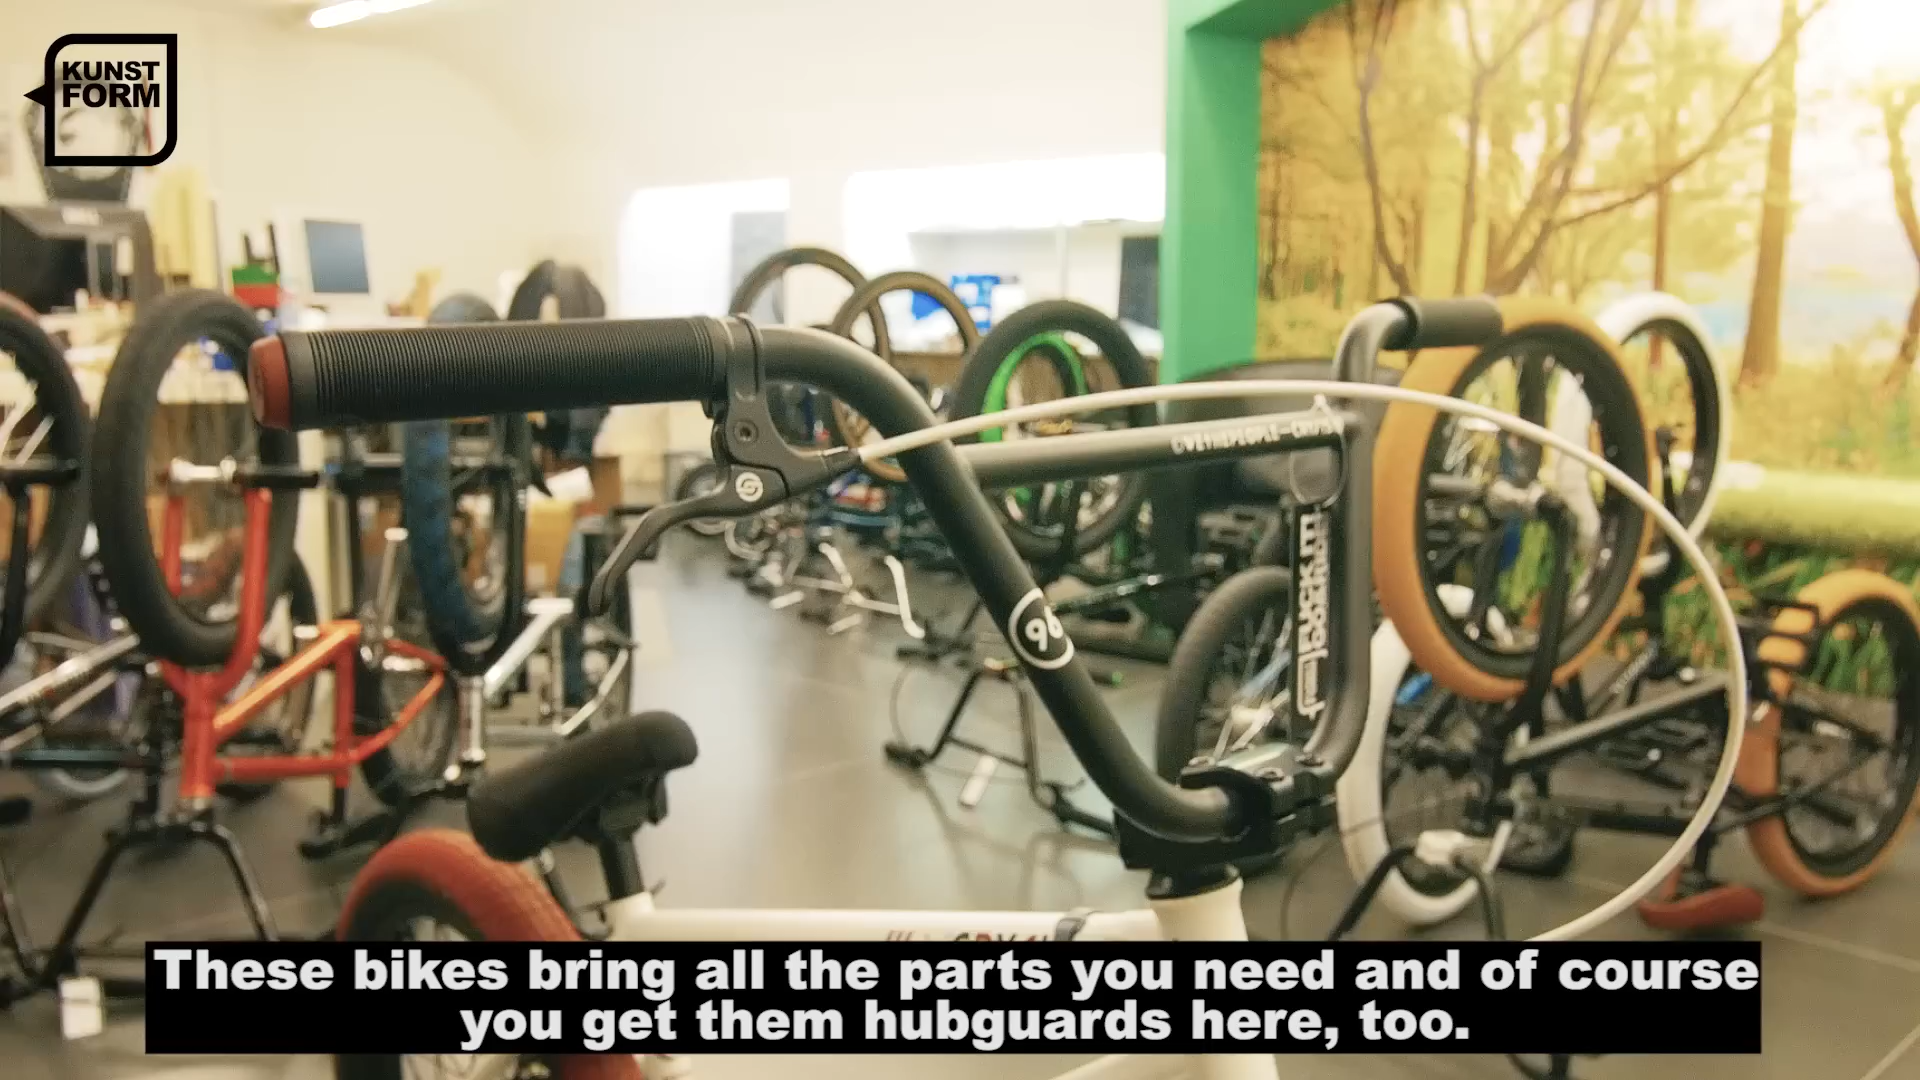 KUNST
FORM
96
These bikes bring all the parts you need and of course
you get them hubguards here, too.